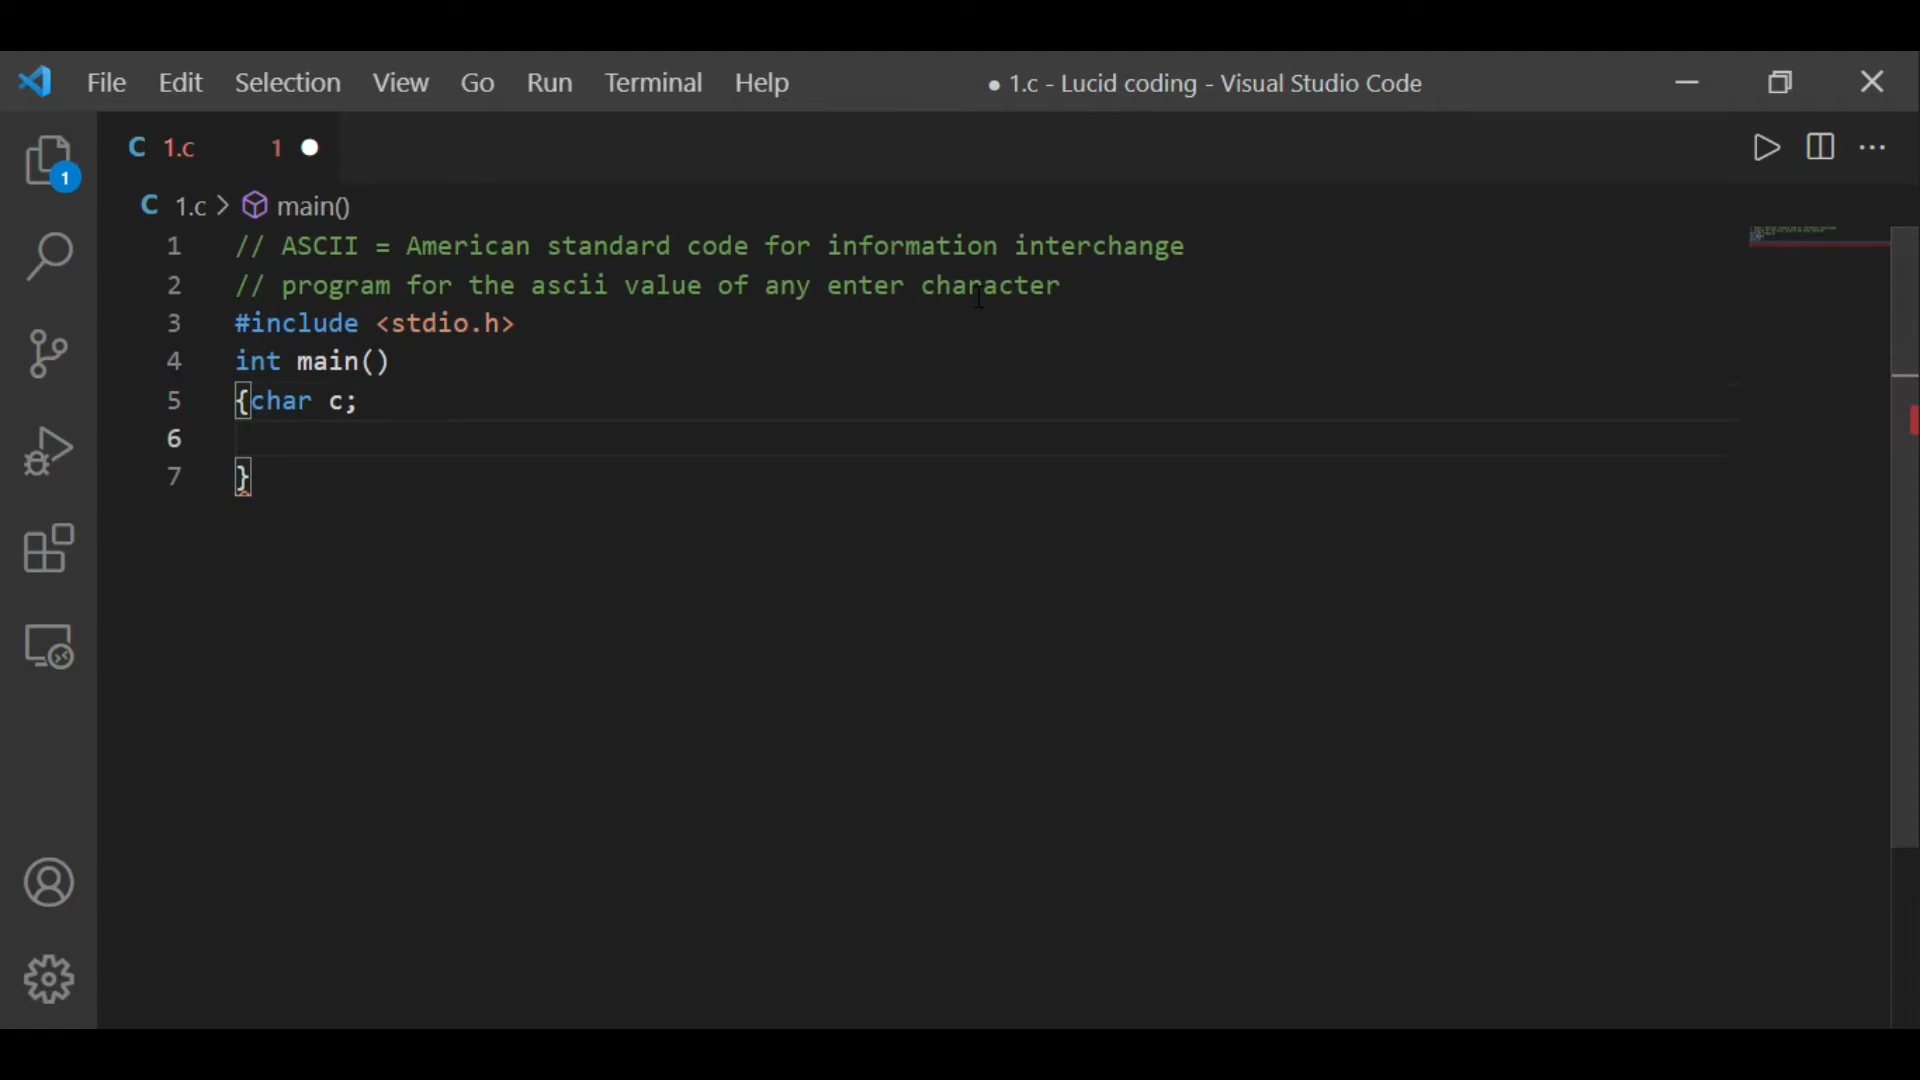 File Edit Selection View Go Run Terminal Help ● 1.c - Lucid coding - Visual Studio Code
C 1.c 1 ●
1
C 1.c > main()
1 // ASCII = American standard code for information interchange
2 // program for the ascii value of any enter character
3 #include <stdio.h>
4 int main()
5 {char c;
6
7 }